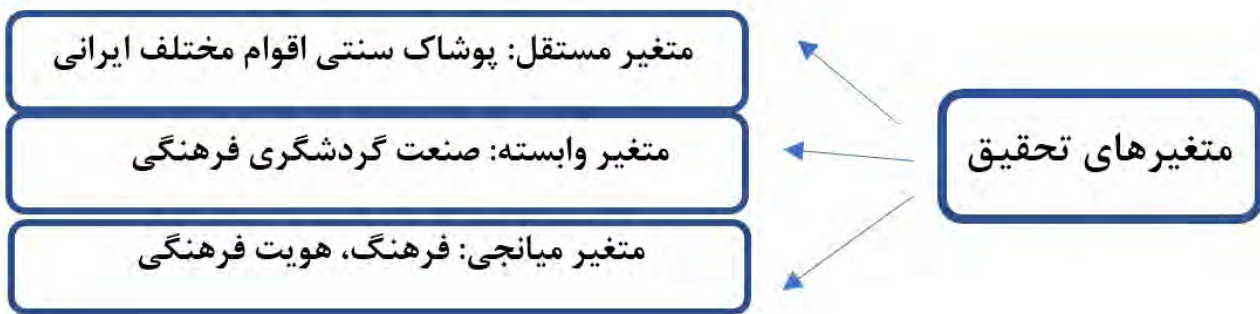 متغیرهای تحقیق
متغیر مستقل: پوشاک سنتی اقوام مختلف ایرانی
متغیر وابسته: صنعت گردشگری فرهنگی
متغیر میانجی: فرهنگ، هویت فرهنگی